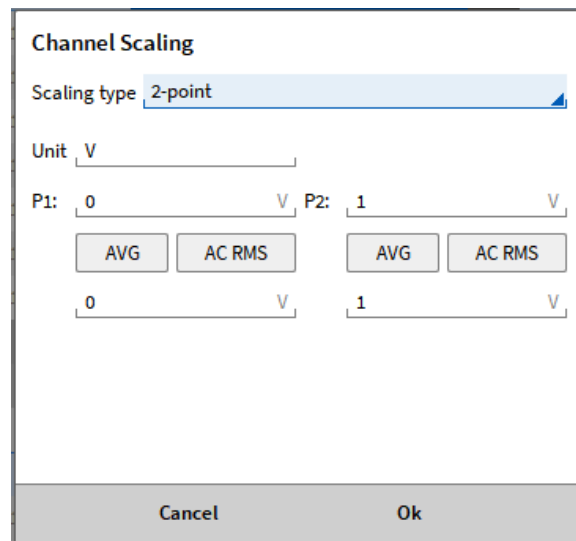 Channel Scaling
Scaling type 2-point
Unit V
P1: 0 V P2: 1 V
AVG AC RMS AVG AC RMS
0 V 1 V
Cancel Ok